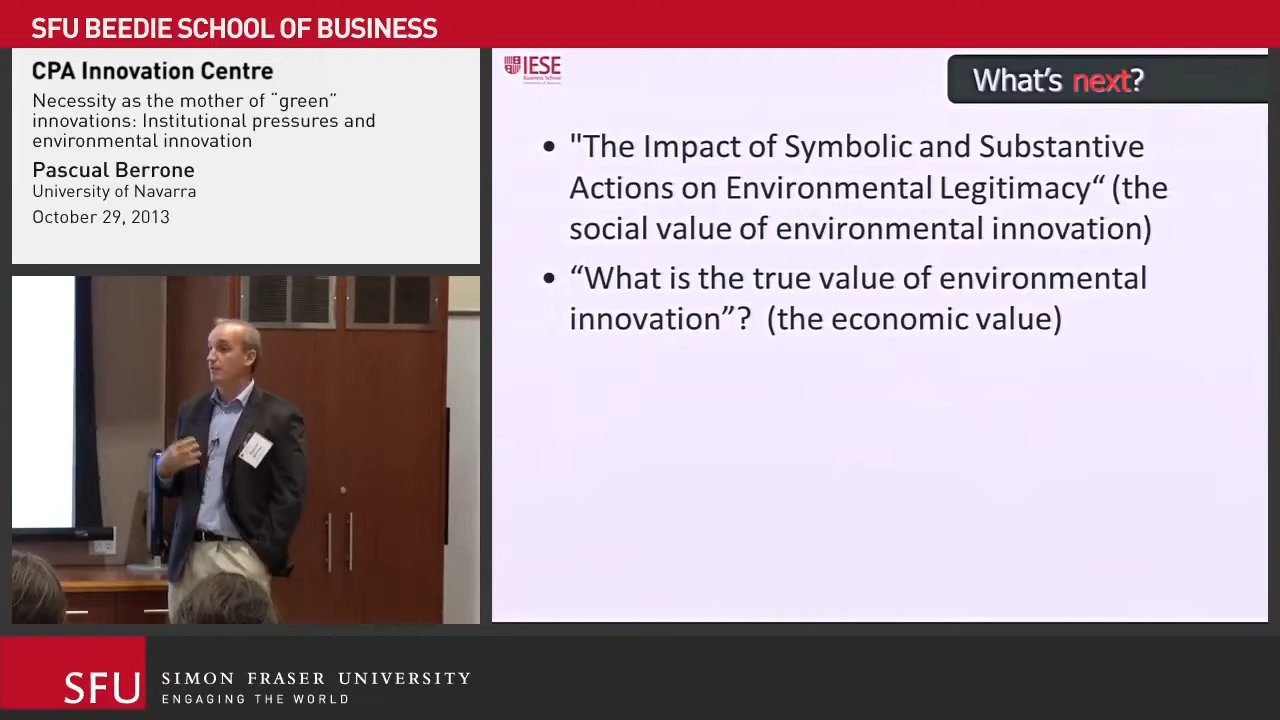 SFU BEEDIE SCHOOL OF BUSINESS
CPA Innovation Centre
Necessity as the mother of “green”
innovations: Institutional pressures and
environmental innovation
Pascual Berrone
University of Navarra
October 29, 2013
IESE
Business School
What's next?
• "The Impact of Symbolic and Substantive
Actions on Environmental Legitimacy“ (the
social value of environmental innovation)
• “What is the true value of environmental
innovation”? (the economic value)
SFU
SIMON FRASER UNIVERSITY
ENGAGING THE WORLD